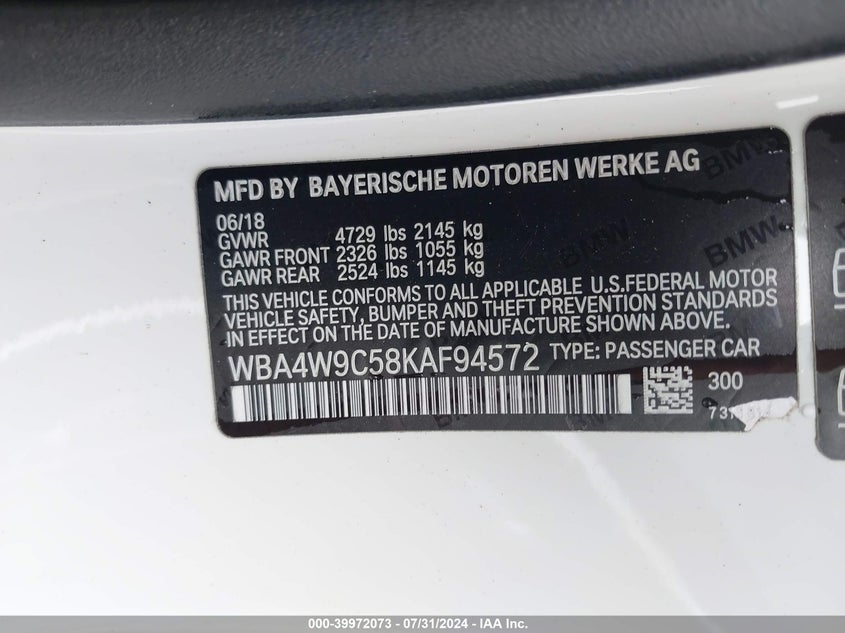 MFD BY BAYERISCHE MOTOREN WERKE AG
06/18
GVWR 4729 lbs 2145 kg
GAWR FRONT 2326 lbs 1055 kg
GAWR REAR 2524 lbs 1145 kg
THIS VEHICLE CONFORMS TO ALL APPLICABLE U.S.FEDERAL MOTOR
VEHICLE SAFETY, BUMPER AND THEFT PREVENTION STANDARDS
IN EFFECT ON THE DATE OF MANUFACTURE SHOWN ABOVE.
WBA4W9C58KAF94572 TYPE: PASSENGER CAR
300
000-39972073 - 07/31/2024 - IAA Inc.